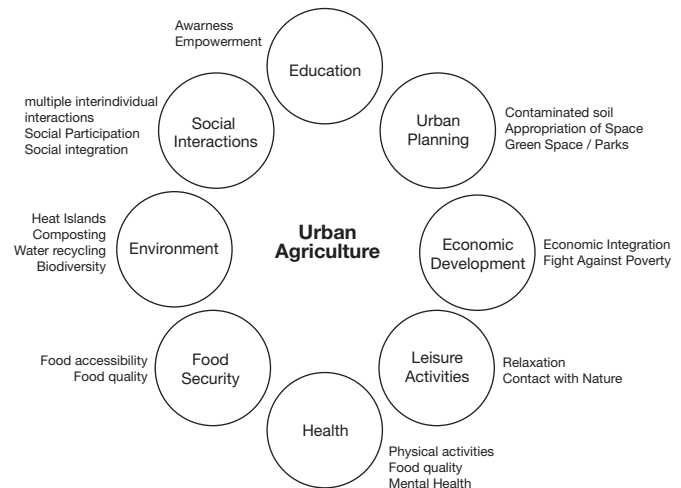 Awarness
Empowerment
Education
multiple interindividual
interactions
Social Participation
Social integration
Social
Interactions
Urban
Planning
Contaminated soil
Appropriation of Space
Green Space / Parks
Heat Islands
Composting
Water recycling
Biodiversity
Environment
Urban
Agriculture
Economic
Development
Economic Integration
Fight Against Poverty
Food accessibility
Food quality
Food
Security
Leisure
Activities
Relaxation
Contact with Nature
Health
Physical activities
Food quality
Mental Health